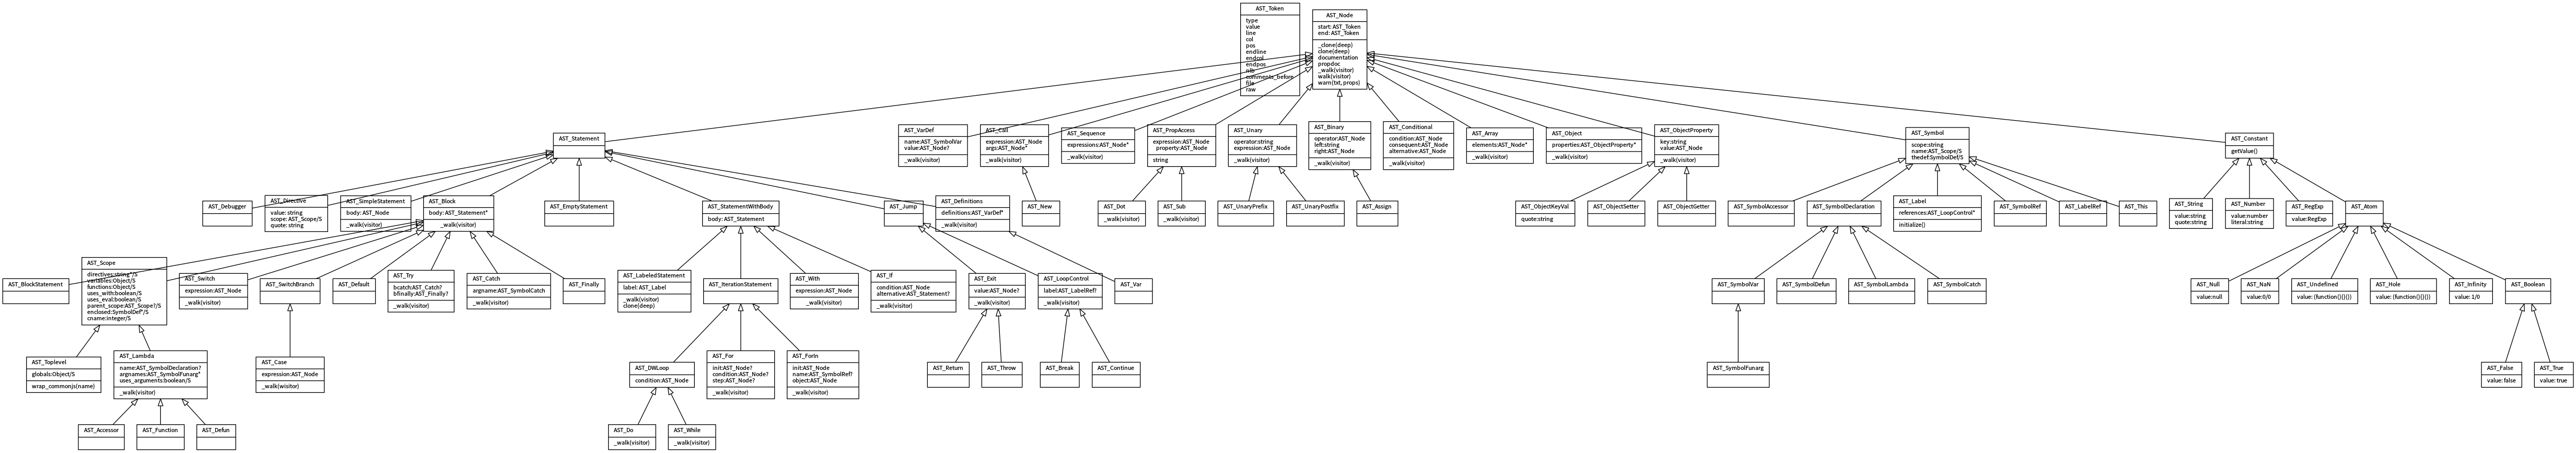 AST_Token
type
value
line
col
pos
endline
endcol
endpos
nlb
comments_before
file
raw
AST_Node
start: AST_Token
end: AST_Token
_clone(deep)
clone(deep)
documentation
propdoc
_walk(visitor)
walk(visitor)
warn(txt, props)
AST_Statement
AST_VarDef
name:AST_SymbolVar
value:AST_Node?
_walk(visitor)
AST_Call
expression:AST_Node
args:AST_Node*
_walk(visitor)
AST_Sequence
expressions:AST_Node*
_walk(visitor)
AST_PropAccess
expression:AST_Node
property:AST_Node
string
AST_Unary
operator:string
expression:AST_Node
_walk(visitor)
AST_Binary
operator:AST_Node
left:string
right:AST_Node
_walk(visitor)
AST_Conditional
condition:AST_Node
consequent:AST_Node
alternative:AST_Node
_walk(visitor)
AST_Array
elements:AST_Node*
_walk(visitor)
AST_Object
properties:AST_ObjectProperty*
_walk(visitor)
AST_ObjectProperty
key:string
value:AST_Node
_walk(visitor)
AST_Symbol
scope:string
name:AST_Scope/S
thedef:SymbolDef/S
AST_Constant
getValue()
AST_Debugger
AST_Directive
value: string
scope: AST_Scope/S
quote: string
AST_SimpleStatement
body: AST_Node
_walk(visitor)
AST_Block
body: AST_Statement*
_walk(visitor)
AST_EmptyStatement
AST_StatementWithBody
body: AST_Statement
AST_Jump
AST_Definitions
definitions:AST_VarDef*
_walk(visitor)
AST_New
AST_Dot
_walk(visitor)
AST_Sub
_walk(visitor)
AST_UnaryPrefix
AST_UnaryPostfix
AST_Assign
AST_ObjectKeyVal
quote:string
AST_ObjectSetter
AST_ObjectGetter
AST_SymbolAccessor
AST_SymbolDeclaration
AST_Label
references:AST_LoopControl*
initialize()
AST_SymbolRef
AST_LabelRef
AST_This
AST_String
value:string
quote:string
AST_Number
value:number
literal:string
AST_RegExp
value:RegExp
AST_Atom
AST_BlockStatement
AST_Scope
directives:string*/S
variables:Object/S
functions:Object/S
uses_with:boolean/S
uses_eval:boolean/S
parent_scope:AST_Scope?/S
enclosed:SymbolDef*/S
cname:integer/S
AST_Switch
expression:AST_Node
_walk(visitor)
AST_SwitchBranch
AST_Default
AST_Try
bcatch:AST_Catch?
bfinally:AST_Finally?
_walk(visitor)
AST_Catch
argname:AST_SymbolCatch
_walk(visitor)
AST_Finally
AST_LabeledStatement
label:AST_Label
_walk(visitor)
clone(deep)
AST_IterationStatement
AST_With
expression:AST_Node
_walk(visitor)
AST_If
condition:AST_Node
alternative:AST_Statement?
_walk(visitor)
AST_Exit
value:AST_Node?
_walk(visitor)
AST_LoopControl
label:AST_LabelRef?
_walk(visitor)
AST_Var
AST_SymbolVar
AST_SymbolDefun
AST_SymbolLambda
AST_SymbolCatch
AST_Null
value:null
AST_NaN
value:0/0
AST_Undefined
value: (function(){}())
AST_Hole
value: (function(){}())
AST_Infinity
value: 1/0
AST_Boolean
AST_Toplevel
globals:Object/S
wrap_commonjs(name)
AST_Lambda
name:AST_SymbolDeclaration?
argnames:AST_SymbolFunarg*
uses_arguments:boolean/S
_walk(visitor)
AST_Case
expression:AST_Node
_walk(visitor)
AST_DWLoop
condition:AST_Node
AST_For
init:AST_Node?
condition:AST_Node?
step:AST_Node?
_walk(visitor)
AST_ForIn
init:AST_Node
name:AST_SymbolRef?
object:AST_Node
_walk(visitor)
AST_Return
AST_Throw
AST_Break
AST_Continue
AST_SymbolFunarg
AST_False
value: false
AST_True
value: true
AST_Accessor
AST_Function
AST_Defun
AST_Do
_walk(visitor)
AST_While
_walk(visitor)